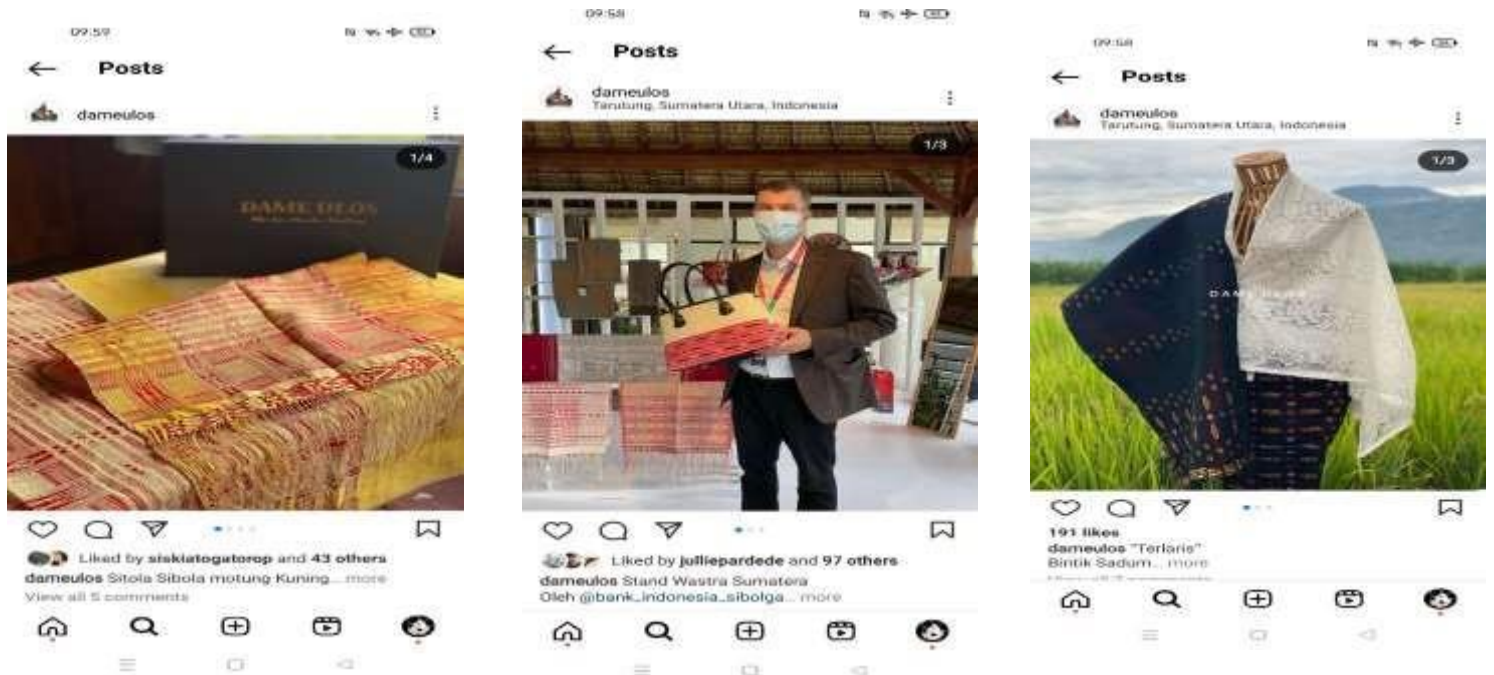 09:59
Posts
dameulos
1/4
DAME ULOS
Liked by siskiatogatorop and 43 others
dameulos Sitola Sibola motung Kuning... more
View all 5 comments
09:58
Posts
dameulos
Tarutung, Sumatera Utara, Indonesia
1/3
Liked by julliepardede and 97 others
dameulos Stand Wastra Sumatera
Oleh @bank_indonesia_sibolga... more
09:58
Posts
dameulos
Tarutung, Sumatera Utara, Indonesia
1/3
DAME ULOS
191 likes
dameulos "Terlaris"
Bintik Sadum... more